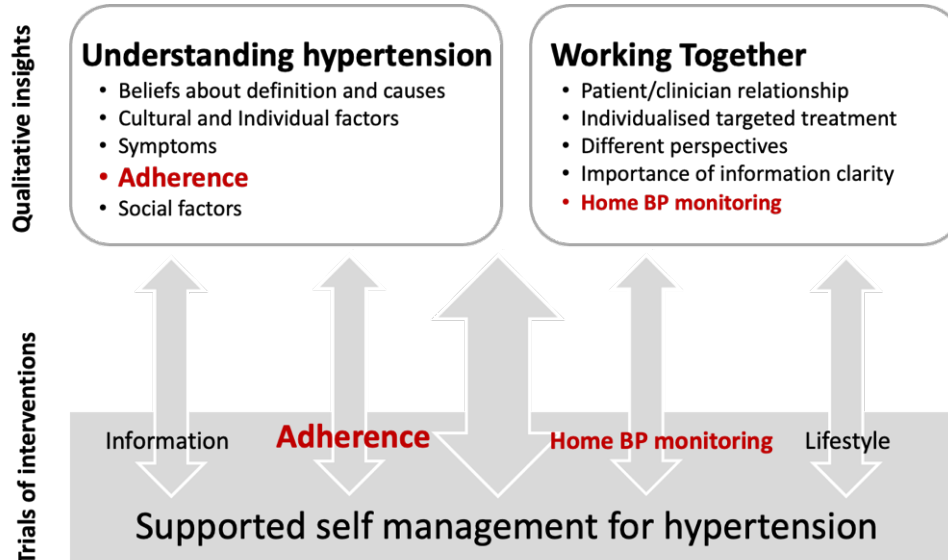 Qualitative insights
Understanding hypertension
• Beliefs about definition and causes
• Cultural and Individual factors
• Symptoms
• Adherence
• Social factors
Working Together
• Patient/clinician relationship
• Individualised targeted treatment
• Different perspectives
• Importance of information clarity
• Home BP monitoring
Trials of interventions
Information
Adherence
Home BP monitoring
Lifestyle
Supported self management for hypertension